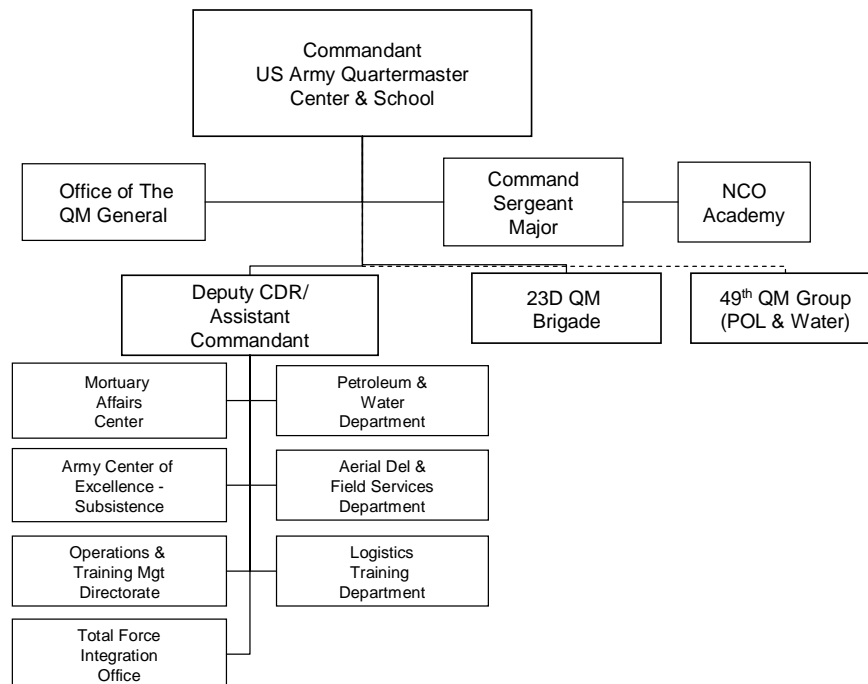 Commandant
US Army Quartermaster
Center & School
Office of The
QM General
Command
Sergeant
Major
NCO
Academy
Deputy CDR/
Assistant
Commandant
23D QM
Brigade
49th QM Group
(POL & Water)
Mortuary
Affairs
Center
Petroleum &
Water
Department
Army Center of
Excellence -
Subsistence
Aerial Del &
Field Services
Department
Operations &
Training Mgt
Directorate
Logistics
Training
Department
Total Force
Integration
Office